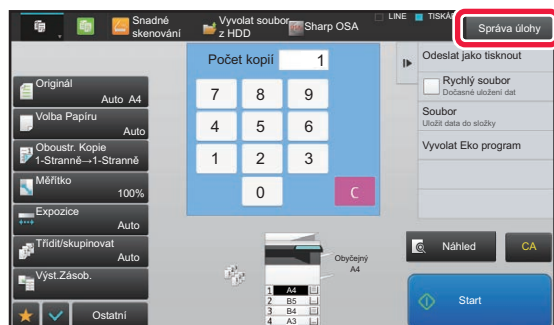 Snadné
skenování
Vyvolat soubor
z HDD
Sharp OSA
LINE
Správa úlohy
Originál
Auto A4
Volba Papíru
Auto
Oboustr. Kopie
1-Stranně→1-Stranně
Měřítko
100%
Expozice
Auto
Třídit/skupinovat
Auto
Výst.Zásob.
Ostatní
Počet kopií 1
7 8 9
4 5 6
1 2 3
0 C
Obyčejný
A4
1 A4
2 B5
3 B4
4 A3
Odeslat jako tisknout
Rychlý soubor
Dočasné uložení dat
Soubor
Uložit data do složky
Vyvolat Eko program
Náhled
CA
Start